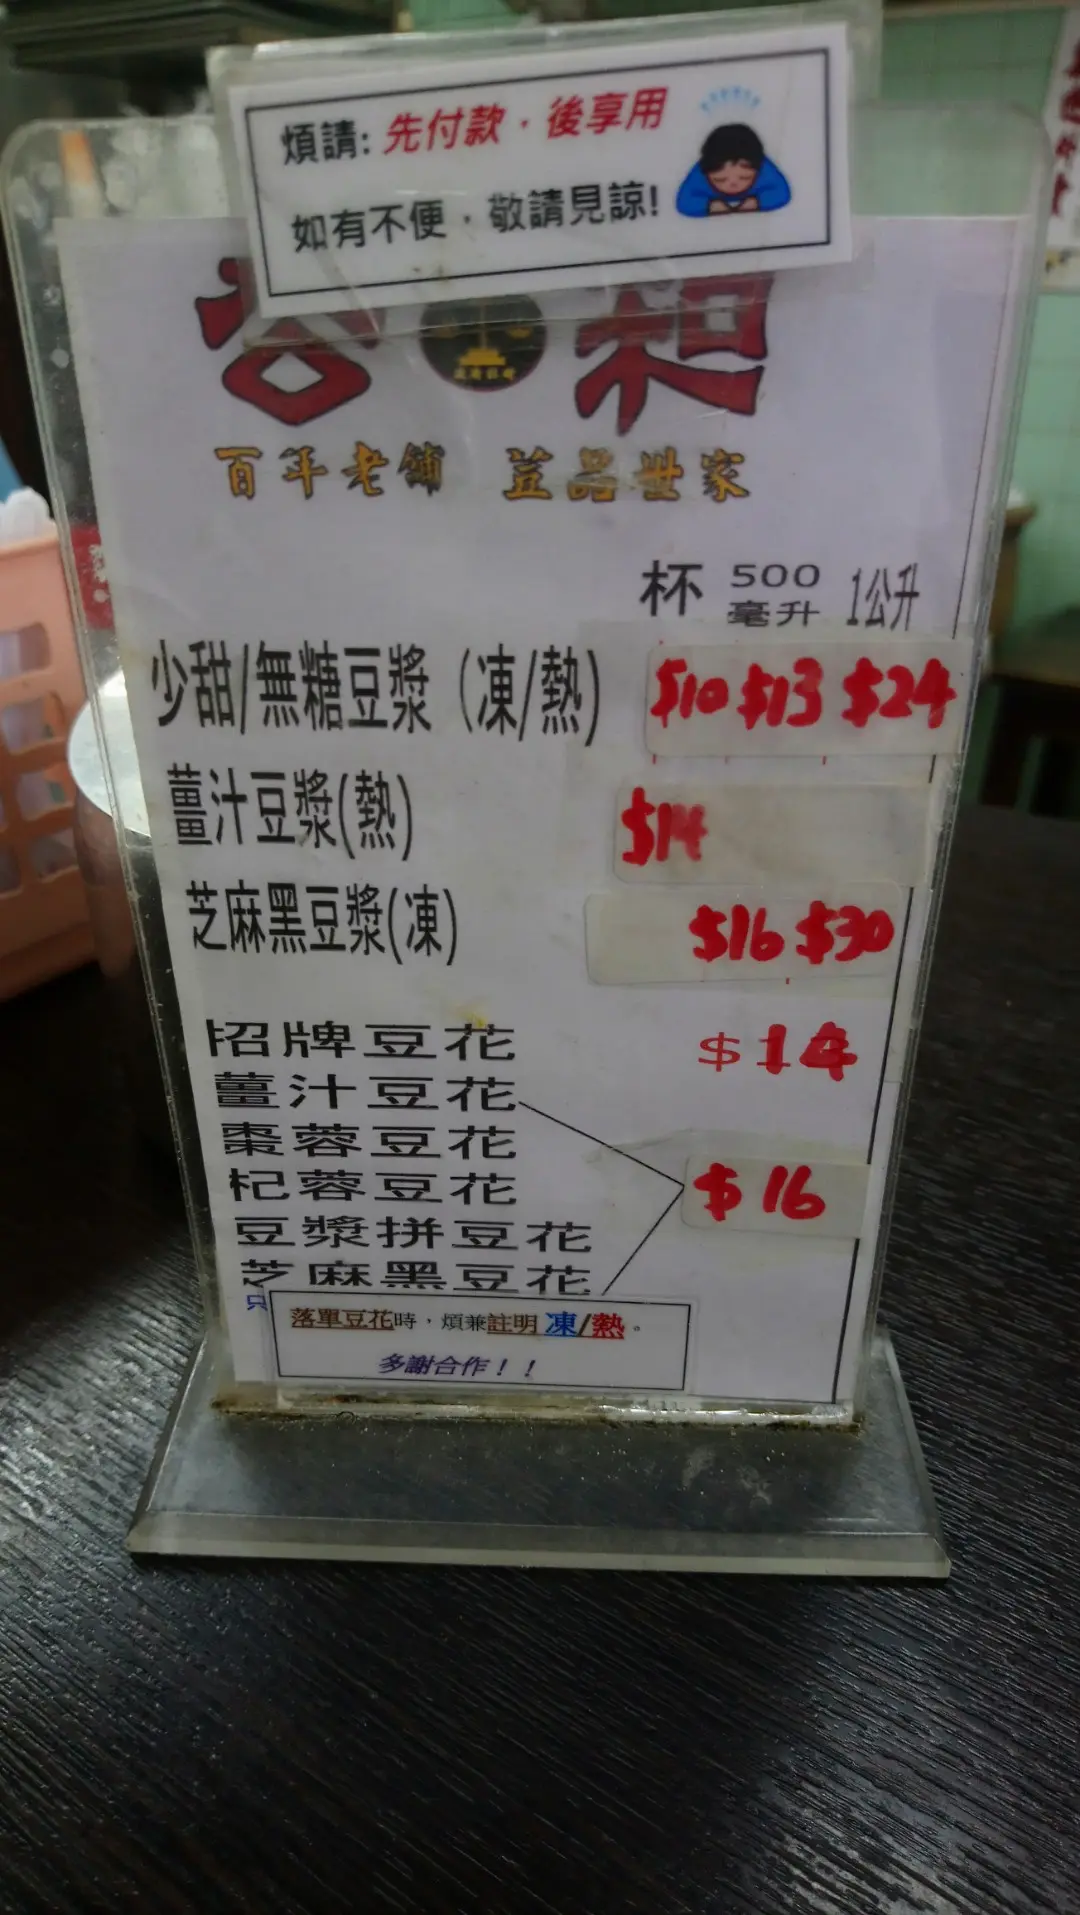 煩請: 先付款，後享用
如有不便，敬請見諒!
公和
百年老舖 荳品世家
杯 500毫升 1公升
少甜/無糖豆漿 (凍/熱) $10 $13 $24
薑汁豆漿(熱) $14
芝麻黑豆漿(凍) $16 $30
招牌豆花 $14
薑汁豆花
棗蓉豆花
杞蓉豆花 $16
豆漿拼豆花
芝麻黑豆花
只
落單豆花時，煩兼註明 凍/熱。
多謝合作！！